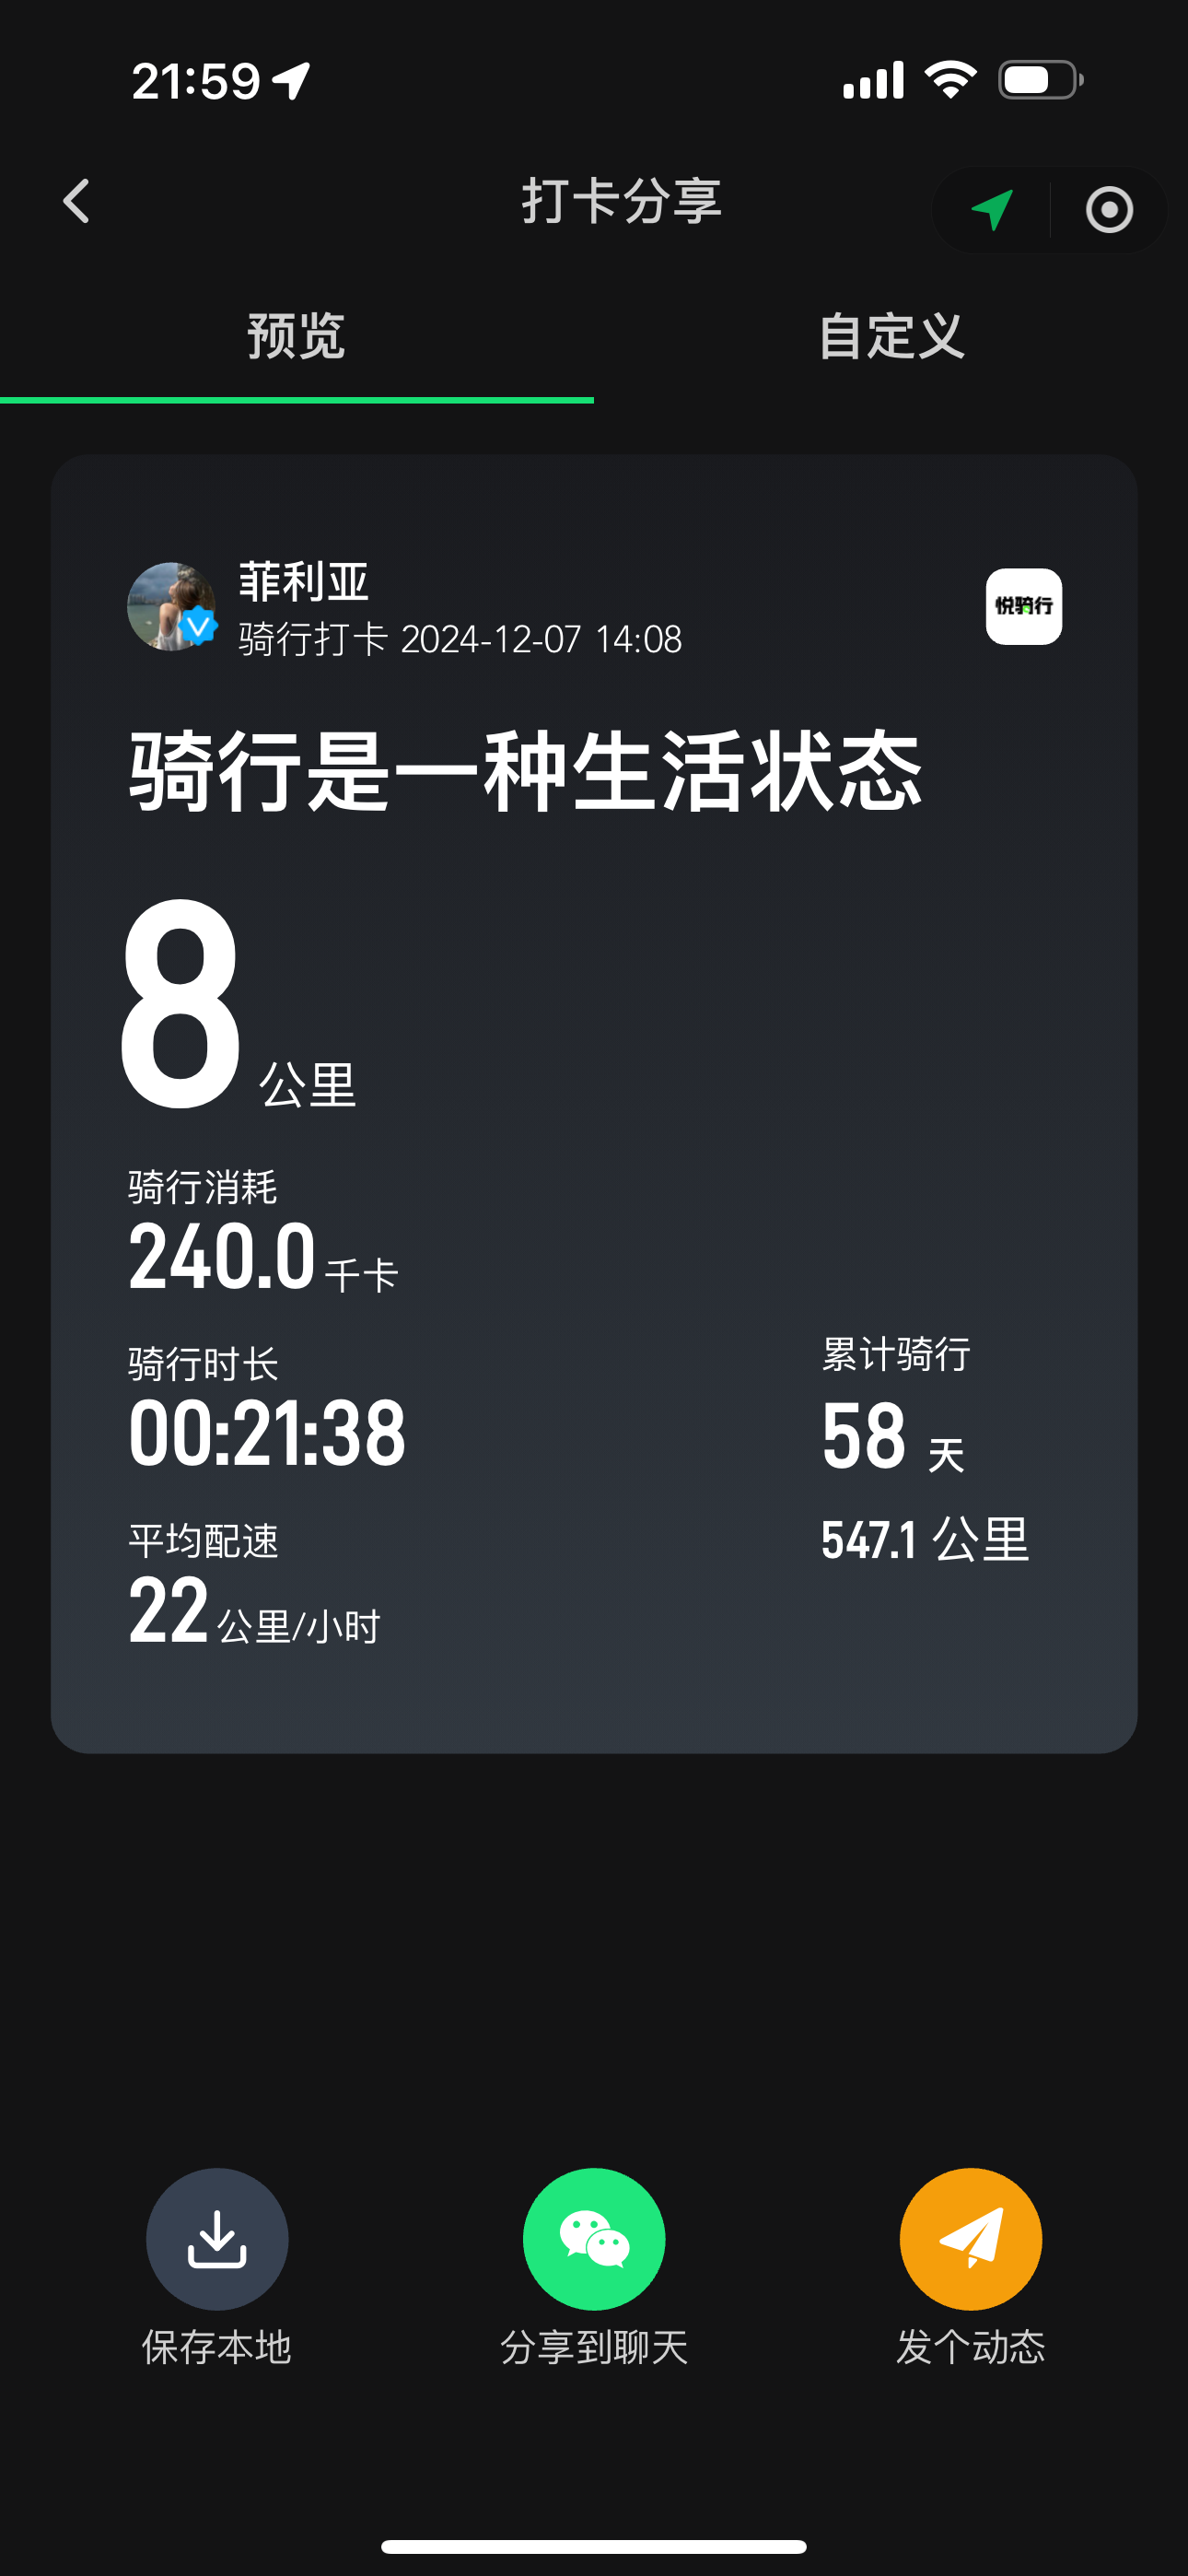 21:59
打卡分享
预览
自定义
菲利亚
骑行打卡 2024-12-07 14:08
悦骑行
骑行是一种生活状态
8 公里
骑行消耗
240.0 千卡
骑行时长
00:21:38
平均配速
22 公里/小时
累计骑行
58 天
547.1 公里
保存本地
分享到聊天
发个动态